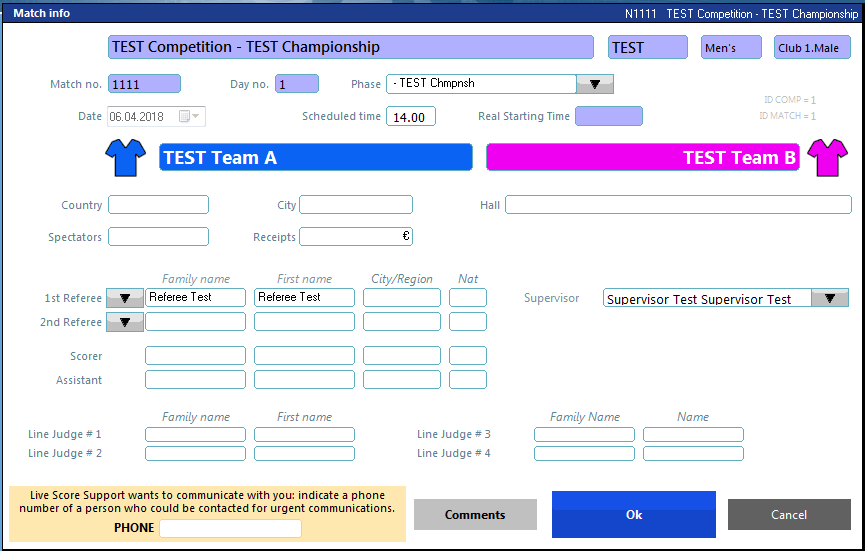 Match info N1111 TEST Competition - TEST Championship
TEST Competition - TEST Championship TEST Men's Club 1.Male
Match no. 1111 Day no. 1 Phase - TEST Chmpnsh
ID COMP = 1
Date 06.04.2018 Scheduled time 14.00 Real Starting Time ID MATCH = 1
TEST Team A TEST Team B
Country City Hall
Spectators Receipts €
Family name First name City/Region Nat
1st Referee Referee Test Referee Test Supervisor Supervisor Test Supervisor Test
2nd Referee
Scorer
Assistant
Family name First name Family Name Name
Line Judge # 1 Line Judge # 3
Line Judge # 2 Line Judge # 4
Live Score Support wants to communicate with you: indicate a phone
number of a person who could be contacted for urgent communications.
PHONE Comments Ok Cancel